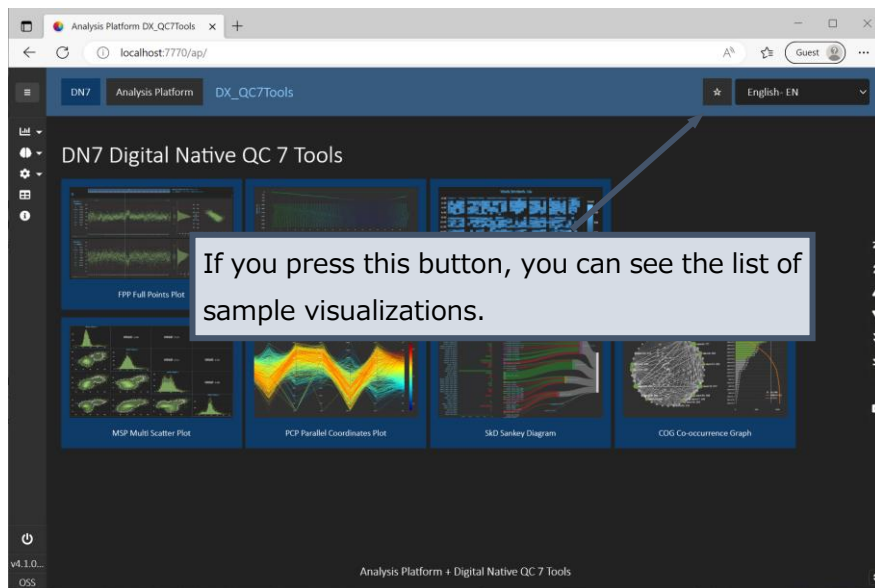 Analysis Platform DX_QC7Tools
localhost:7770/ap/
Guest
DN7
Analysis Platform
DX_QC7Tools
English- EN
DN7 Digital Native QC 7 Tools
If you press this button, you can see the list of
sample visualizations.
FPP Full Points Plot
MSP Multi Scatter Plot
PCP Parallel Coordinates Plot
SkD Sankey Diagram
COG Co-occurrence Graph
v4.1.0...
OSS
Analysis Platform + Digital Native QC 7 Tools